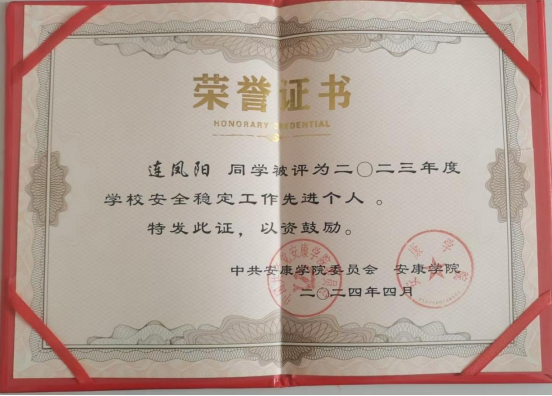 荣誉证书
HONORARY CREDENTIAL
连凤阳 同学被评为二〇二三年度
学校安全稳定工作先进个人。
特发此证，以资鼓励。
中共安康学院委员会 安康学院
二〇二四年四月